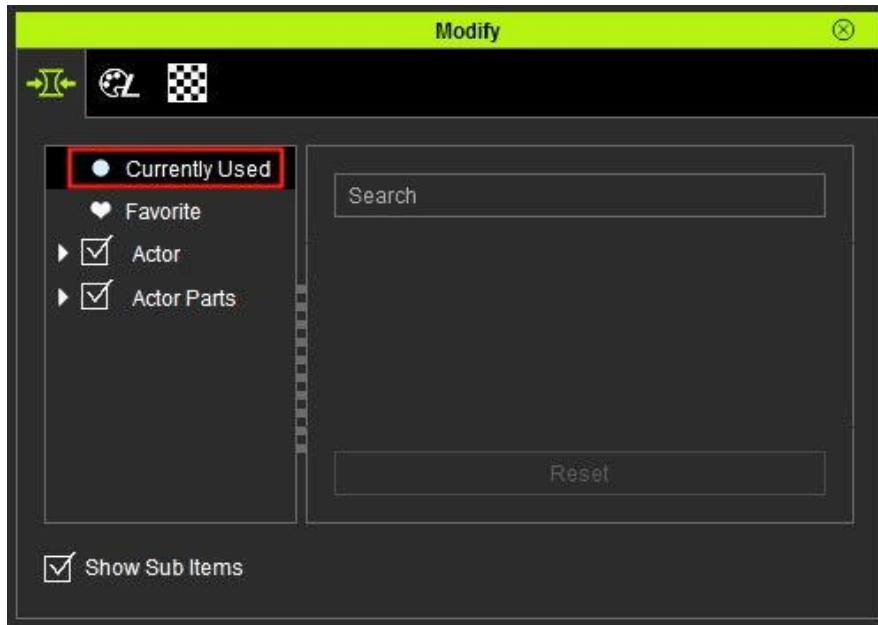 Modify
Currently Used
Favorite
Actor
Actor Parts
Search
Reset
Show Sub Items